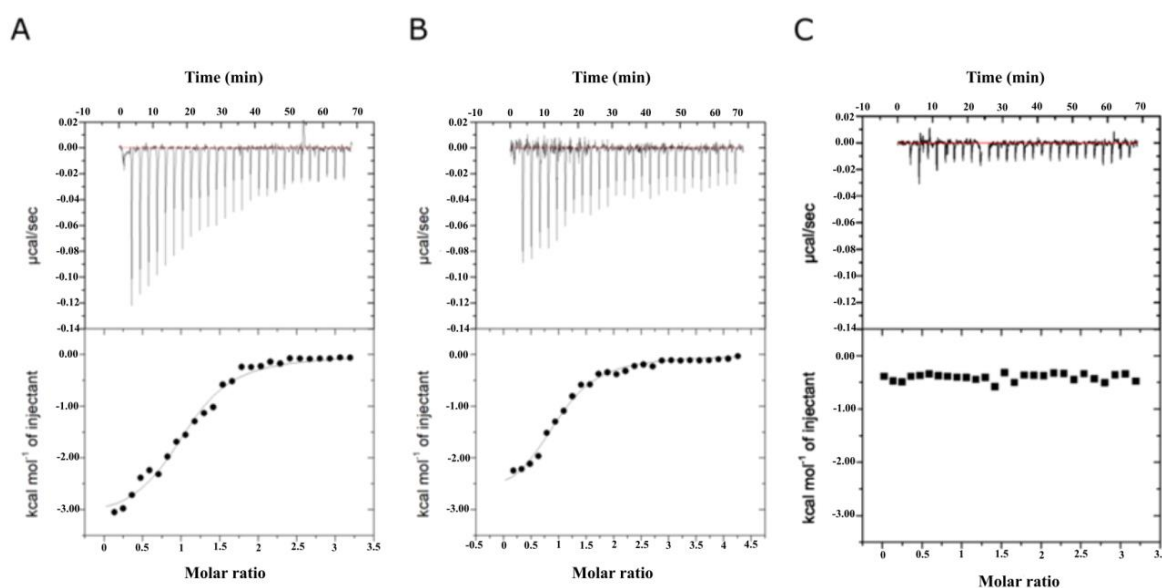 A
Time (min)
-10 0 10 20 30 40 50 60 70
0.02
0.00
-0.02
-0.04
-0.06
-0.08
-0.10
-0.12
-0.14
µcal/sec
0.00
-1.00
-2.00
-3.00
kcal mol⁻¹ of injectant
0 0.5 1 1.5 2 2.5 3 3.5
Molar ratio
B
Time (min)
-10 0 10 20 30 40 50 60 70
0.02
0.00
-0.02
-0.04
-0.06
-0.08
-0.10
-0.12
-0.14
µcal/sec
0.00
-1.00
-2.00
-3.00
kcal mol⁻¹ of injectant
-0.5 0 0.5 1 1.5 2 2.5 3 3.5 4 4.5
Molar ratio
C
Time (min)
-10 0 10 20 30 40 50 60 70
0.02
0.00
-0.02
-0.04
-0.06
-0.08
-0.10
-0.12
-0.14
µcal/sec
0.00
-1.00
-2.00
-3.00
kcal mol⁻¹ of injectant
0 0.5 1 1.5 2 2.5 3
Molar ratio